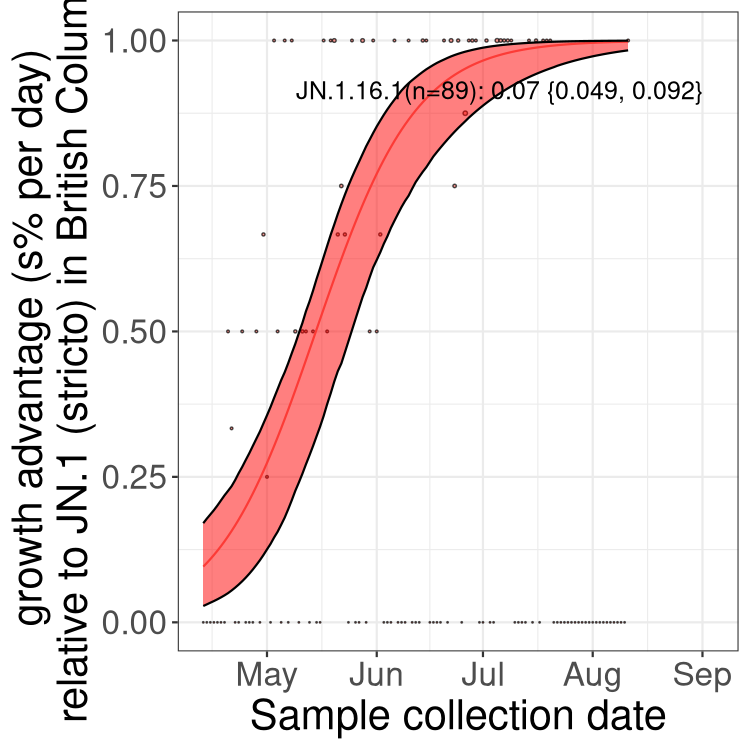 growth advantage (s% per day)
relative to JN.1 (stricto) in British Colum
1.00
0.75
0.50
0.25
0.00
JN.1.16.1(n=89): 0.07 {0.049, 0.092}
May Jun Jul Aug Sep
Sample collection date